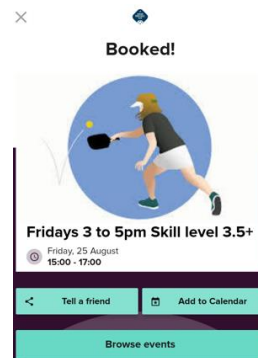 Booked!
Fridays 3 to 5pm Skill level 3.5+
Friday, 25 August
15:00 - 17:00
Tell a friend
Add to Calendar
Browse events